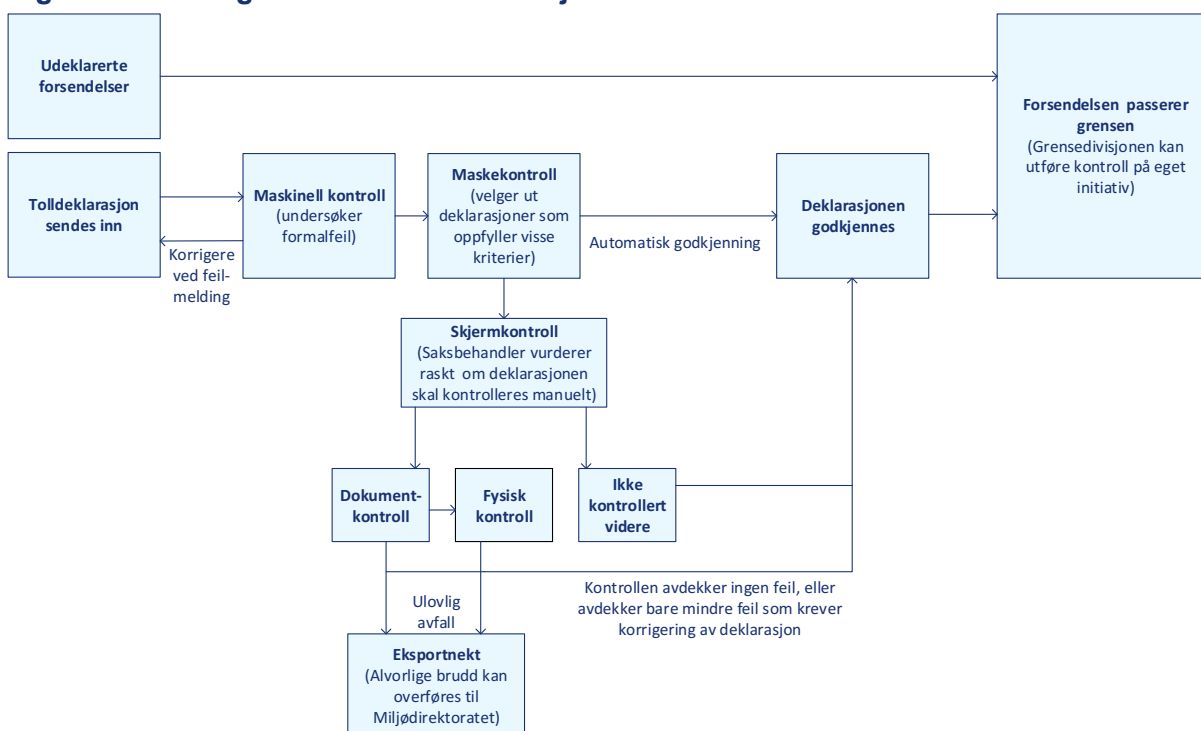 Udeklarerte
forsendelser
Forsendelsen passerer
grensen
(Grensedivisjonen kan
utføre kontroll på eget
initiativ)
Tolldeklarasjon
sendes inn
Maskinell kontroll
(undersøker
formalfeil)
Maskekontroll
(velger ut
deklarasjoner som
oppfyller visse
kriterier)
Deklarasjonen
godkjennes
Automatisk godkjenning
Korrigere
ved feil-
melding
Skjermkontroll
(Saksbehandler vurderer
raskt om deklarasjonen
skal kontrolleres manuelt)
Dokument-
kontroll
Fysisk
kontroll
Ikke
kontrollert
videre
Kontrollen avdekker ingen feil, eller
avdekker bare mindre feil som krever
korrigering av deklarasjon
Ulovlig
avfall
Eksportnekt
(Alvorlige brudd kan
overføres til
Miljødirektoratet)